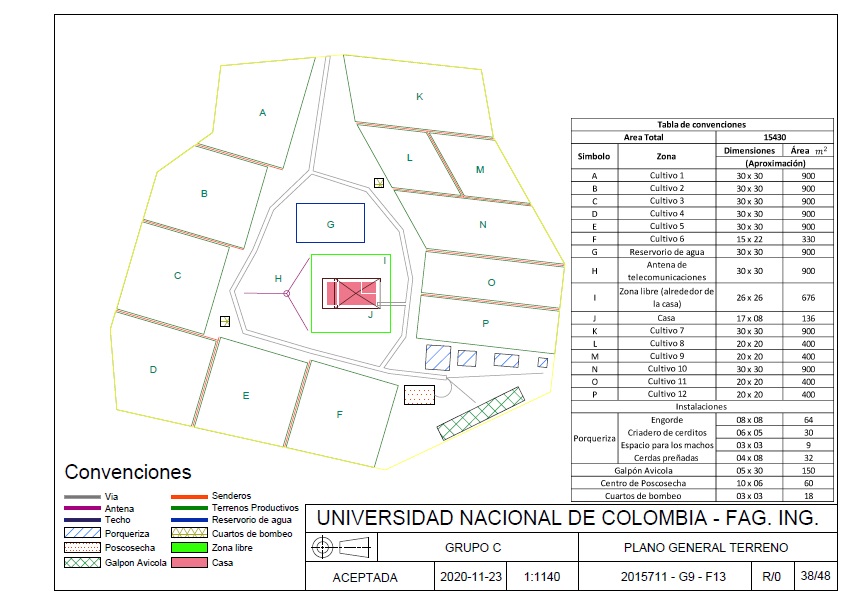 K
A
L
M
B
N
G
C
I
H
O
J
P
D
E
F
Tabla de convenciones
Area Total 15430
Simbolo Zona Dimensiones Área m²
(Aproximación)
A Cultivo 1 30 x 30 900
B Cultivo 2 30 x 30 900
C Cultivo 3 30 x 30 900
D Cultivo 4 30 x 30 900
E Cultivo 5 30 x 30 900
F Cultivo 6 15 x 22 330
G Reservorio de agua 30 x 30 900
H Antena de telecomunicaciones 30 x 30 900
I Zona libre (alrededor de la casa) 26 x 26 676
J Casa 17 x 08 136
K Cultivo 7 30 x 30 900
L Cultivo 8 20 x 20 400
M Cultivo 9 20 x 20 400
N Cultivo 10 30 x 30 900
O Cultivo 11 20 x 20 400
P Cultivo 12 20 x 20 400
Instalaciones
Porqueriza
Engorde 08 x 08 64
Criadero de cerditos 06 x 05 30
Espacio para los machos 03 x 03 9
Cerdas preñadas 04 x 08 32
Galpón Avicola 05 x 30 150
Centro de Poscosecha 10 x 06 60
Cuartos de bombeo 03 x 03 18
Convenciones
Via Senderos
Antena Terrenos Productivos
Techo Reservorio de agua
Porqueriza Cuartos de bombeo
Poscosecha Zona libre
Galpon Avicola Casa
UNIVERSIDAD NACIONAL DE COLOMBIA - FAG. ING.
GRUPO C PLANO GENERAL TERRENO
ACEPTADA 2020-11-23 1:1140 2015711 - G9 - F13 R/0 38/48